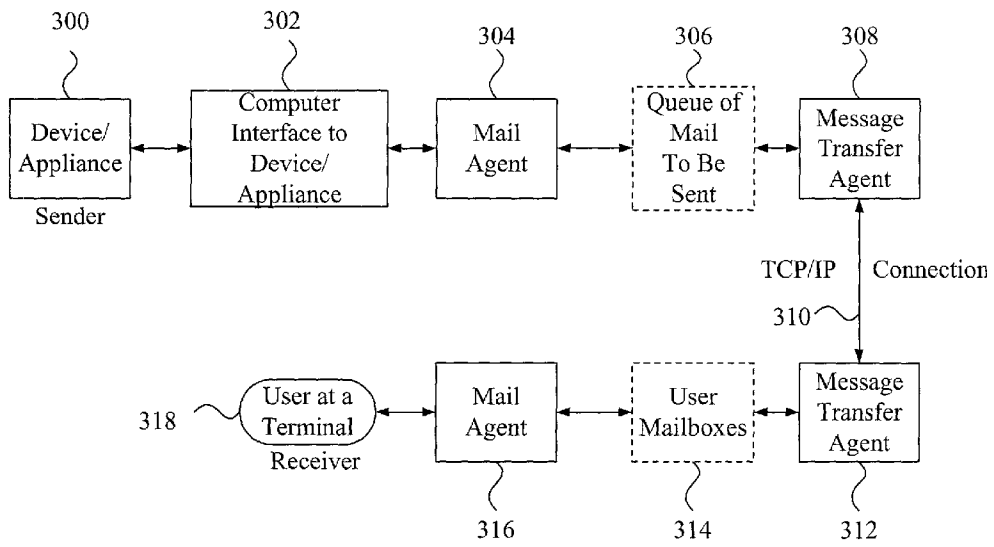 300
302
304
306
308
Device/
Appliance
Sender
Computer
Interface to
Device/
Appliance
Mail
Agent
Queue of
Mail
To Be
Sent
Message
Transfer
Agent
TCP/IP Connection
310
318
User at a
Terminal
Receiver
Mail
Agent
User
Mailboxes
Message
Transfer
Agent
316
314
312